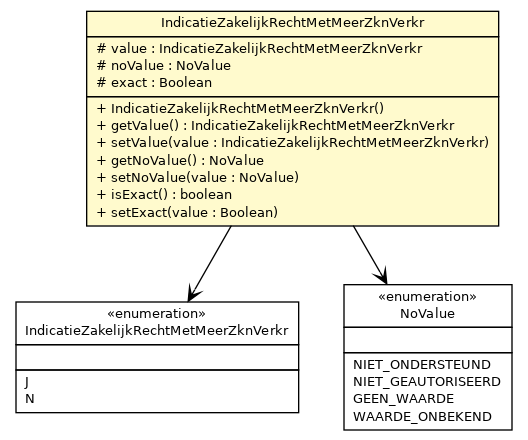 IndicatieZakelijkRechtMetMeerZknVerkr
# value : IndicatieZakelijkRechtMetMeerZknVerkr
# noValue : NoValue
# exact : Boolean
+ IndicatieZakelijkRechtMetMeerZknVerkr()
+ getValue() : IndicatieZakelijkRechtMetMeerZknVerkr
+ setValue(value : IndicatieZakelijkRechtMetMeerZknVerkr)
+ getNoValue() : NoValue
+ setNoValue(value : NoValue)
+ isExact() : boolean
+ setExact(value : Boolean)
«enumeration»
IndicatieZakelijkRechtMetMeerZknVerkr
J
N
«enumeration»
NoValue
NIET_ONDERSTEUND
NIET_GEAUTORISEERD
GEEN_WAARDE
WAARDE_ONBEKEND